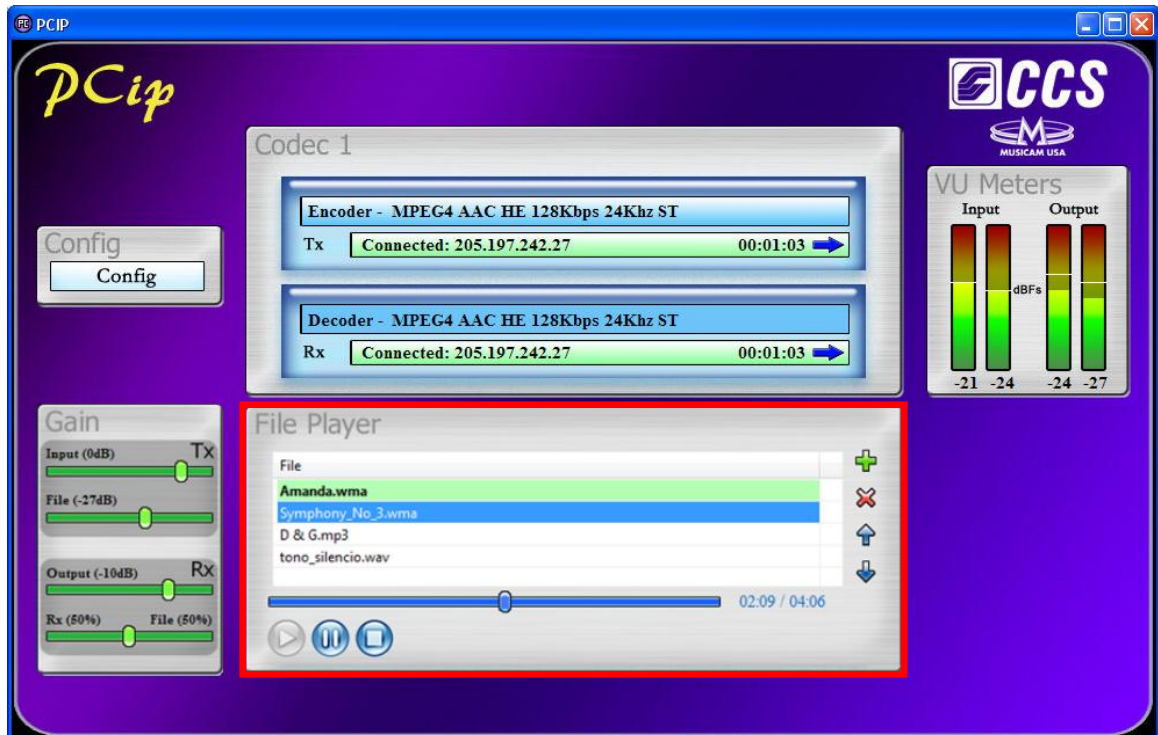 PCIP
PCip
CCS
MUSICAM USA
Codec 1
Encoder - MPEG4 AAC HE 128Kbps 24Khz ST
Tx Connected: 205.197.242.27 00:01:03
Decoder - MPEG4 AAC HE 128Kbps 24Khz ST
Rx Connected: 205.197.242.27 00:01:03
VU Meters
Input Output
dBFs
-21 -24 -24 -27
Config
Config
Gain
Input (0dB) Tx
File (-27dB)
Output (-10dB) Rx
Rx (50%) File (50%)
File Player
File
Amanda.wma
Symphony_No_3.wma
D & G.mp3
tono_silencio.wav
02:09 / 04:06